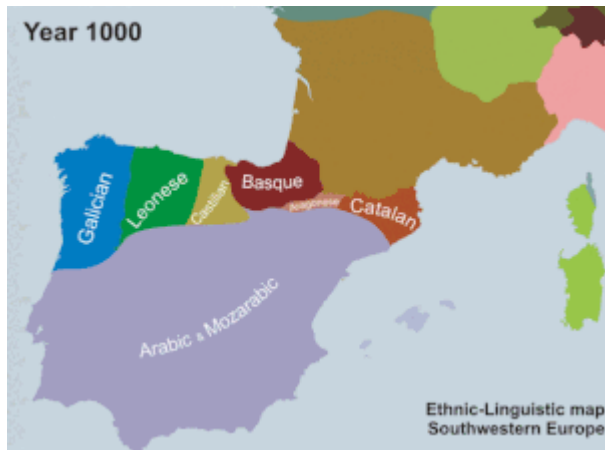 Year 1000
Galician
Leonese
Castilian
Basque
Aragonese
Catalan
Arabic & Mozarabic
Ethnic-Linguistic map
Southwestern Europe